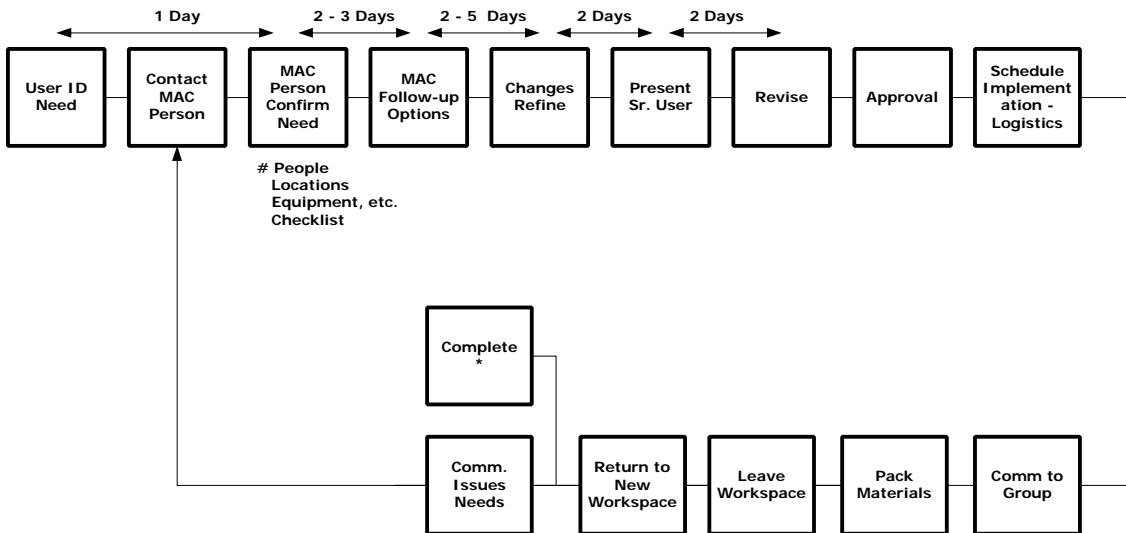 1 Day
2 - 3 Days
2 - 5 Days
2 Days
2 Days
User ID
Need
Contact
MAC
Person
MAC
Person
Confirm
Need
MAC
Follow-up
Options
Changes
Refine
Present
Sr. User
Revise
Approval
Schedule
Implement
ation -
Logistics
# People
Locations
Equipment, etc.
Checklist
Complete
*
Comm.
Issues
Needs
Return to
New
Workspace
Leave
Workspace
Pack
Materials
Comm to
Group